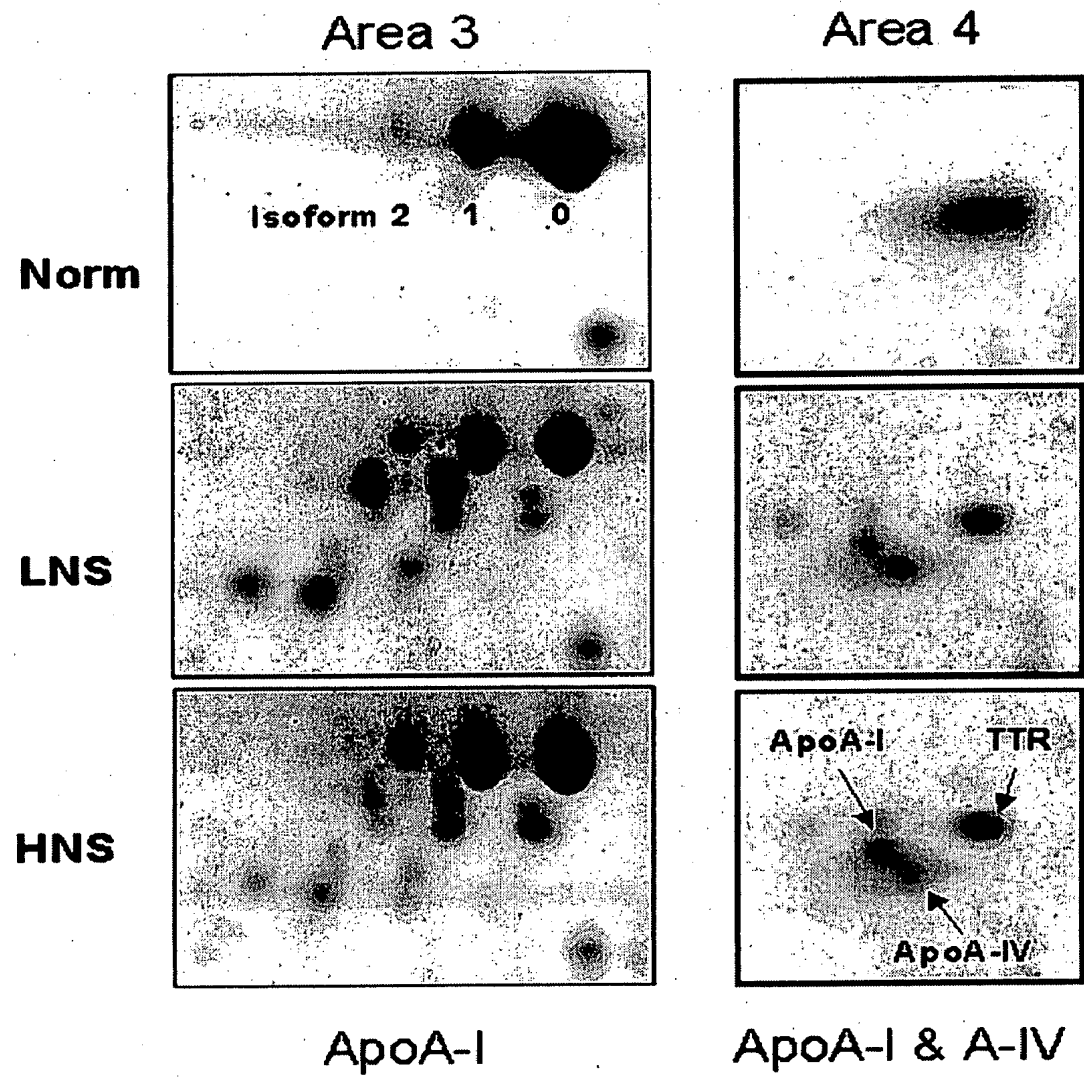 Area 3
Area 4
Norm
Isoform 2 1 0
LNS
HNS
ApoA-I
TTR
ApoA-IV
ApoA-I
ApoA-I & A-IV